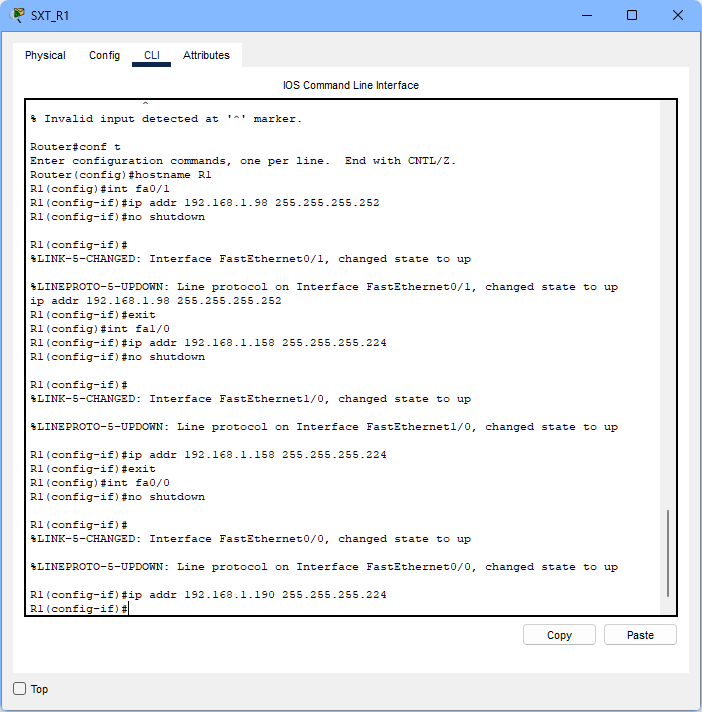 SXT_R1
Physical Config CLI Attributes
IOS Command Line Interface
^
% Invalid input detected at '^' marker.
Router#conf t
Enter configuration commands, one per line.  End with CNTL/Z.
Router(config)#hostname R1
R1(config)#int fa0/1
R1(config-if)#ip addr 192.168.1.98 255.255.255.252
R1(config-if)#no shutdown
R1(config-if)#
%LINK-5-CHANGED: Interface FastEthernet0/1, changed state to up
%LINEPROTO-5-UPDOWN: Line protocol on Interface FastEthernet0/1, changed state to up
ip addr 192.168.1.98 255.255.255.252
R1(config-if)#exit
R1(config)#int fa1/0
R1(config-if)#ip addr 192.168.1.158 255.255.255.224
R1(config-if)#no shutdown
R1(config-if)#
%LINK-5-CHANGED: Interface FastEthernet1/0, changed state to up
%LINEPROTO-5-UPDOWN: Line protocol on Interface FastEthernet1/0, changed state to up
R1(config-if)#ip addr 192.168.1.158 255.255.255.224
R1(config-if)#exit
R1(config)#int fa0/0
R1(config-if)#no shutdown
R1(config-if)#
%LINK-5-CHANGED: Interface FastEthernet0/0, changed state to up
%LINEPROTO-5-UPDOWN: Line protocol on Interface FastEthernet0/0, changed state to up
R1(config-if)#ip addr 192.168.1.190 255.255.255.224
R1(config-if)#
Copy Paste
Top